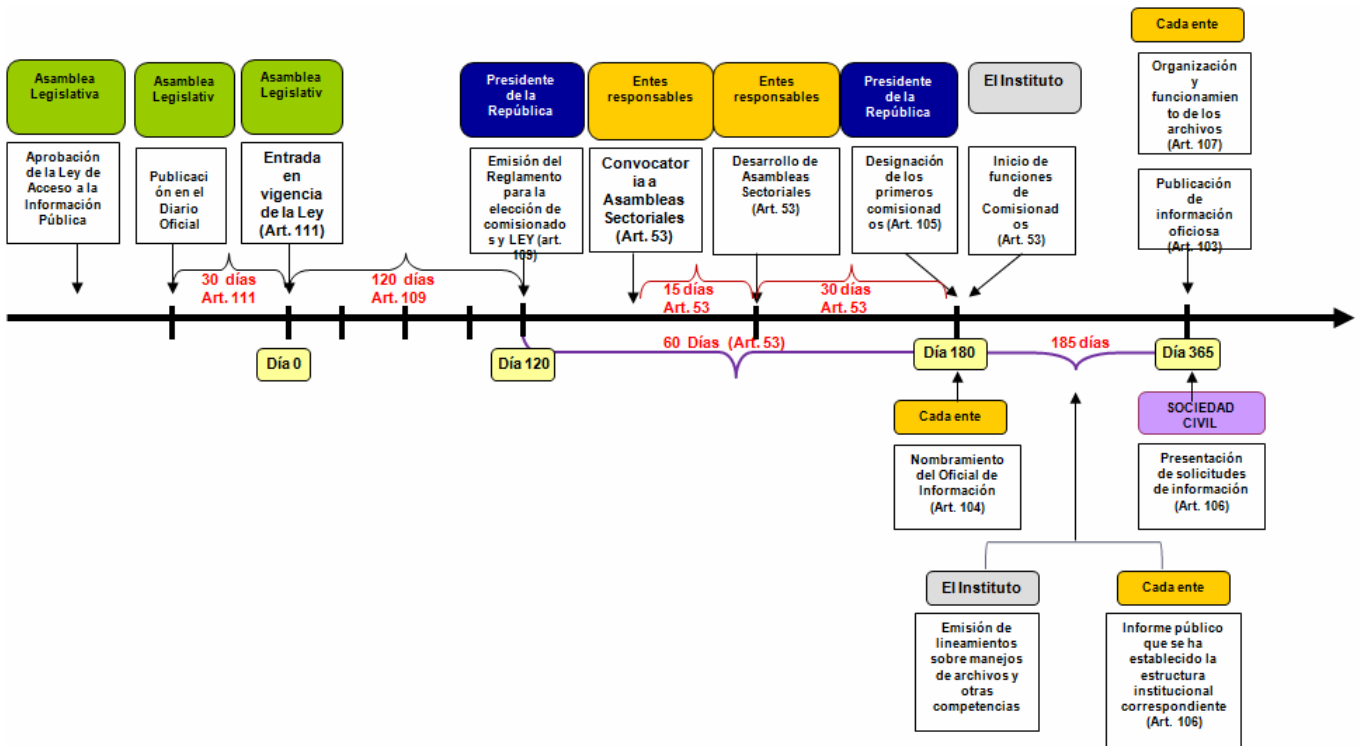 Cada ente
Organización
y
funcionamien
to de los
archivos
(Art. 107)
Publicación
de
información
oficiosa
(Art. 103)
Asamblea
Legislativa
Aprobación
de la Ley de
Acceso a la
Información
Pública
Asamblea
Legislativ
Publicaci
ón en el
Diario
Oficial
Asamblea
Legislativ
Entrada
en
vigencia
de la Ley
(Art. 111)
Presidente
de la
República
Emisión del
Reglamento
para la
elección de
comisionado
s y LEY (art.
109)
Entes
responsables
Convocator
ia a
Asambleas
Sectoriales
(Art. 53)
Entes
responsables
Desarrollo de
Asambleas
Sectoriales
(Art. 53)
Presidente
de la
República
Designación
de los
primeros
comisionad
os (Art. 105)
El Instituto
Inicio de
funciones
de
Comisionad
os
(Art. 53)
30 días
Art. 111
120 días
Art. 109
15 días
Art. 53
30 días
Art. 53
60 Días (Art. 53)
185 días
Día 0
Día 120
Día 180
Día 365
Cada ente
Nombramiento
del Oficial de
Información
(Art. 104)
SOCIEDAD
CIVIL
Presentación
de solicitudes
de información
(Art. 106)
El Instituto
Emisión de
lineamientos
sobre manejos
de archivos y
otras
competencias
Cada ente
Informe público
que se ha
establecido la
estructura
institucional
correspondiente
(Art. 106)